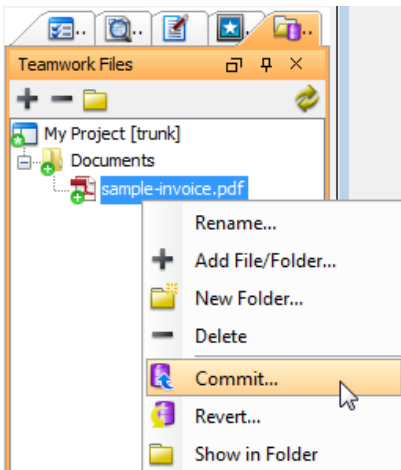 Teamwork Files
My Project [trunk]
Documents
sample-invoice.pdf
Rename...
Add File/Folder...
New Folder...
Delete
Commit...
Revert...
Show in Folder